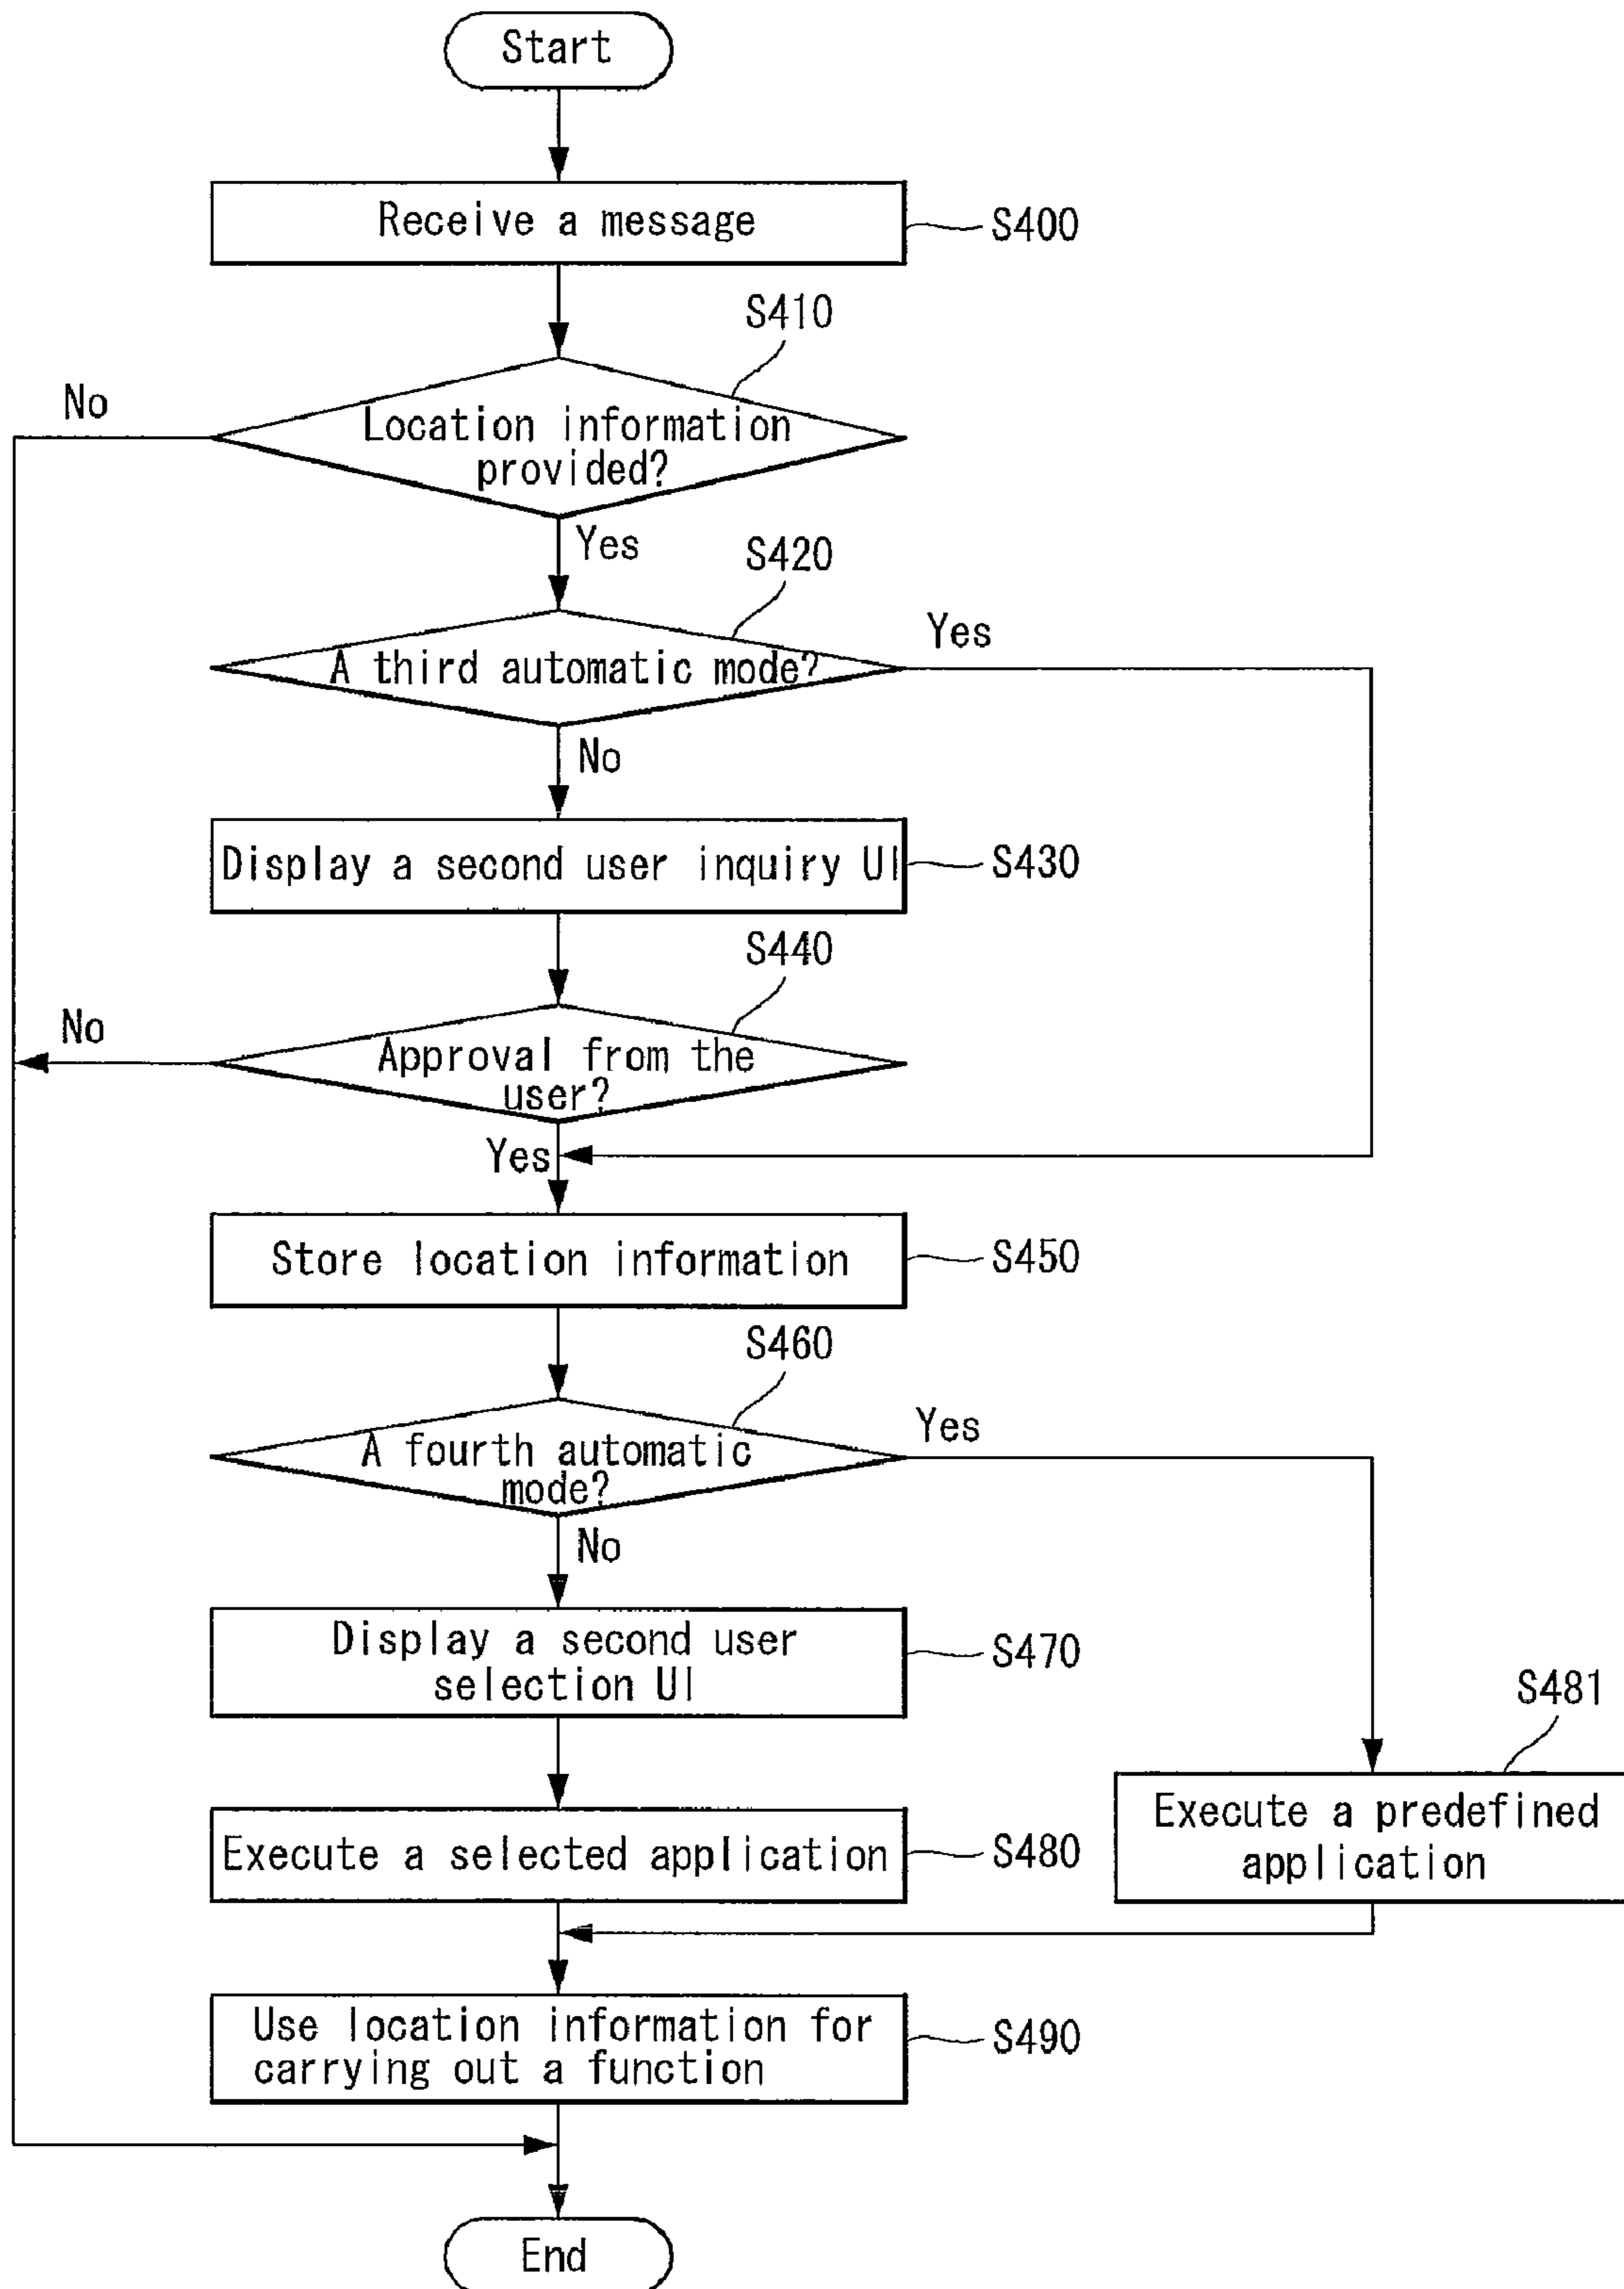 Start
Receive a message
S400
S410
No
Location information
provided?
Yes
S420
Yes
A third automatic mode?
No
Display a second user inquiry UI
S430
S440
No
Approval from the
user?
Yes
Store location information
S450
S460
Yes
A fourth automatic
mode?
No
Display a second user
selection UI
S470
S481
Execute a predefined
application
Execute a selected application
S480
Use location information for
carrying out a function
S490
End